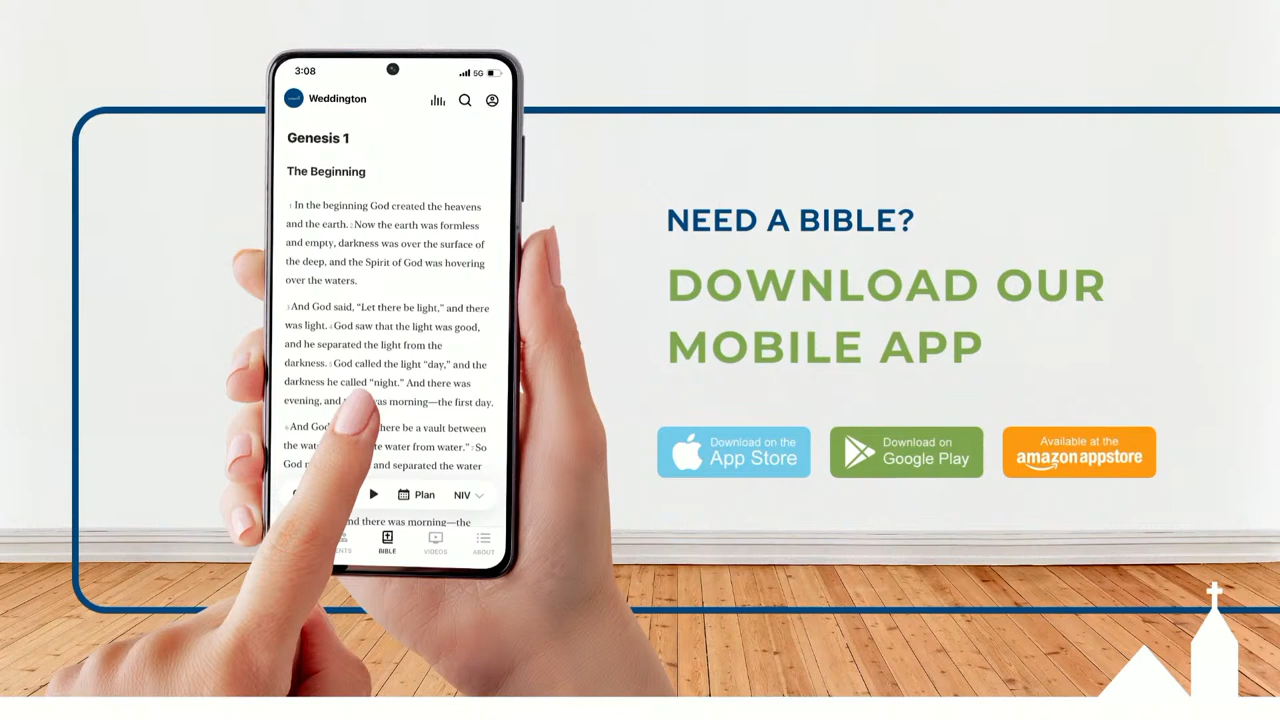 3:08
5G
Weddington
Genesis 1
The Beginning
1 In the beginning God created the heavens
and the earth. 2 Now the earth was formless
and empty, darkness was over the surface of
the deep, and the Spirit of God was hovering
over the waters.
3 And God said, “Let there be light,” and there
was light. 4 God saw that the light was good,
and he separated the light from the
darkness. 5 God called the light “day,” and the
darkness he called “night.” And there was
evening, and was morning—the first day.
6 And God here be a vault between
the water from water.” 7 So
God and separated the water
Plan
NIV
nd there was morning—the
ENTS
BIBLE
VIDEOS
ABOUT
NEED A BIBLE?
DOWNLOAD OUR
MOBILE APP
Download on the
App Store
Download on
Google Play
Available at the
amazon appstore